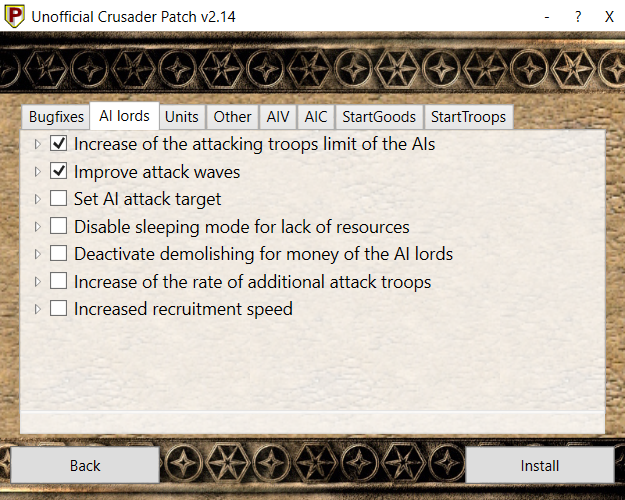 Unofficial Crusader Patch v2.14 - ? X
Bugfixes AI lords Units Other AIV AIC StartGoods StartTroops
Increase of the attacking troops limit of the AIs
Improve attack waves
Set AI attack target
Disable sleeping mode for lack of resources
Deactivate demolishing for money of the AI lords
Increase of the rate of additional attack troops
Increased recruitment speed
Back Install